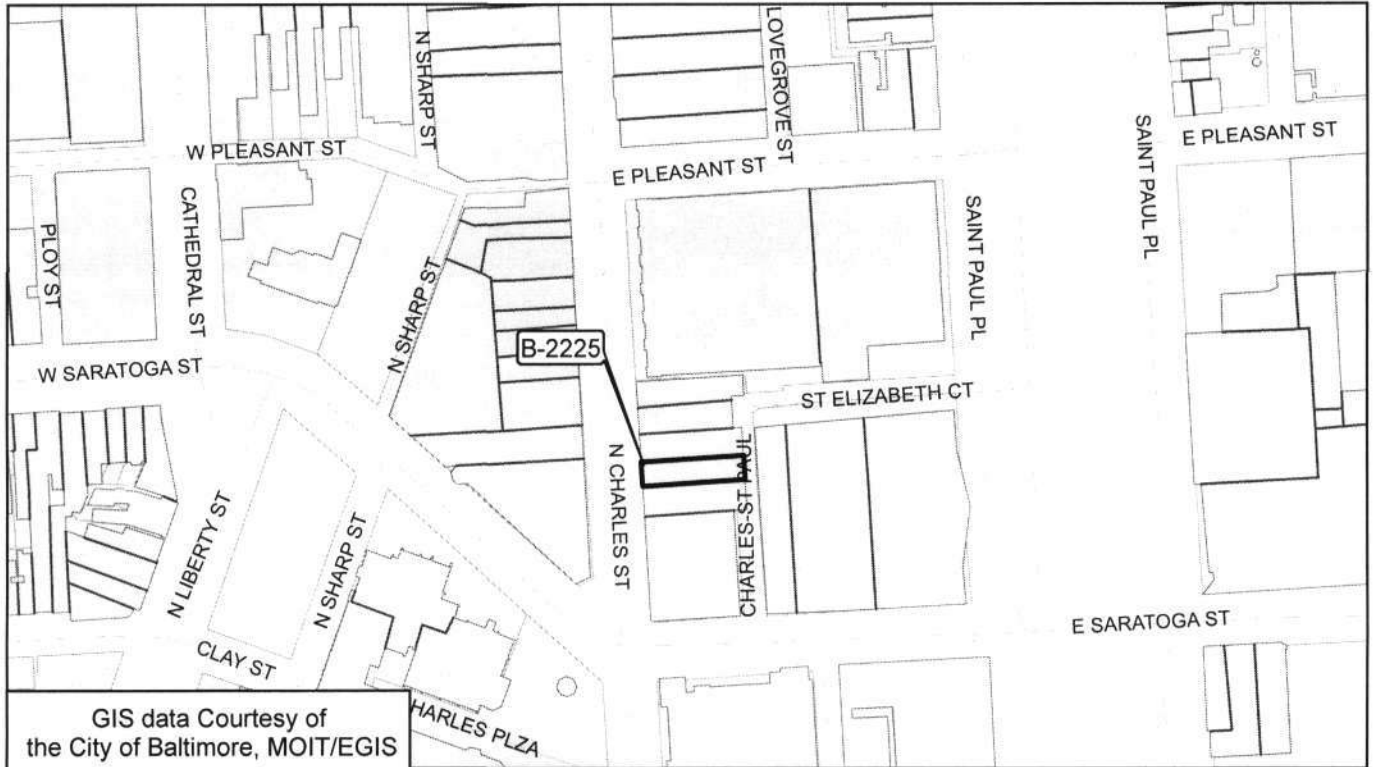 N SHARP ST
LOVEGROVE ST
W PLEASANT ST
E PLEASANT ST
SAINT PAUL PL
E PLEASANT ST
PLOY ST
CATHEDRAL ST
N SHARP ST
SAINT PAUL PL
B-2225
W SARATOGA ST
ST ELIZABETH CT
N CHARLES ST
CHARLES-ST PAUL
N LIBERTY ST
N SHARP ST
E SARATOGA ST
CLAY ST
HARLES PLZA
GIS data Courtesy of
the City of Baltimore, MOIT/EGIS